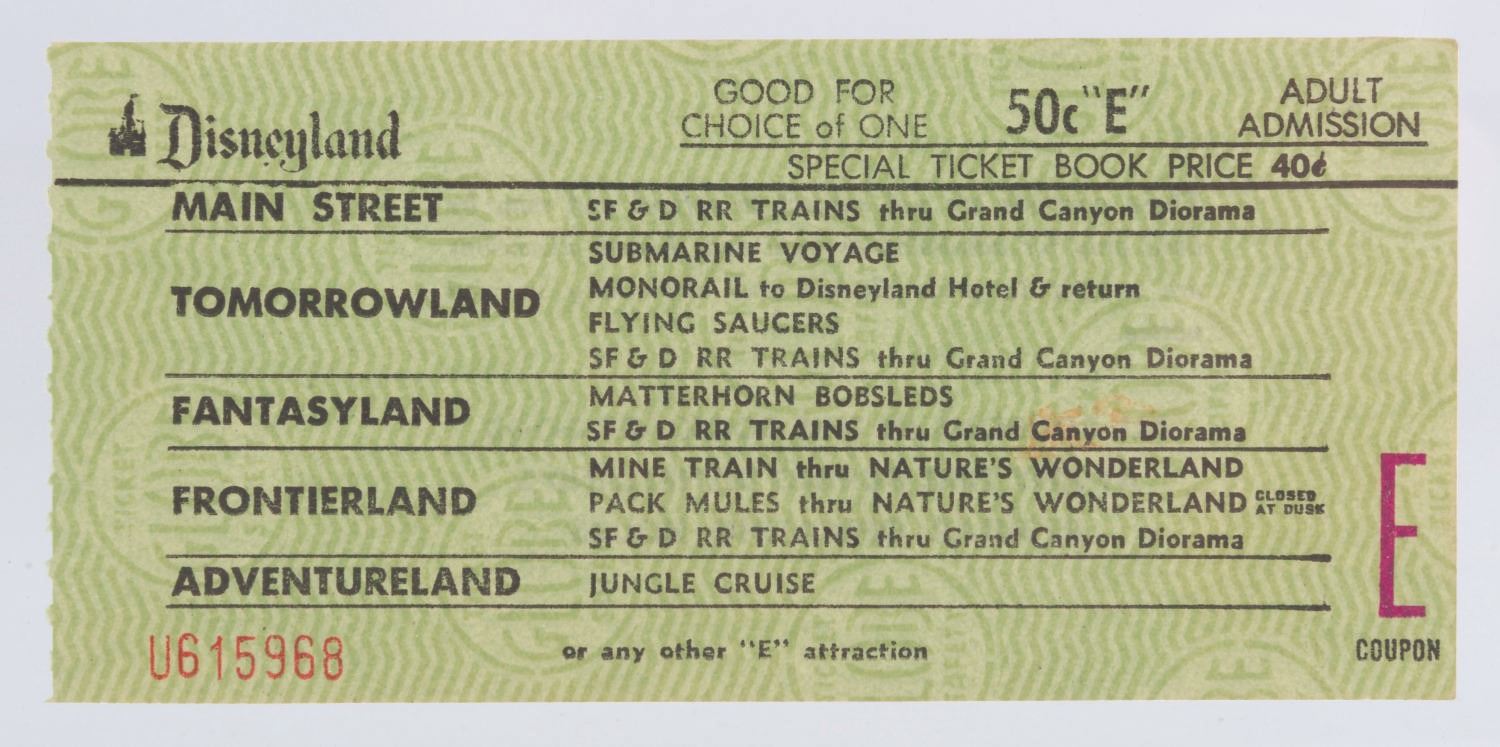 Disneyland
GOOD FOR
CHOICE of ONE
50c "E"
ADULT
ADMISSION
SPECIAL TICKET BOOK PRICE 40¢
MAIN STREET
SF & D RR TRAINS thru Grand Canyon Diorama
TOMORROWLAND
SUBMARINE VOYAGE
MONORAIL to Disneyland Hotel & return
FLYING SAUCERS
SF & D RR TRAINS thru Grand Canyon Diorama
FANTASYLAND
MATTERHORN BOBSLEDS
SF & D RR TRAINS thru Grand Canyon Diorama
FRONTIERLAND
MINE TRAIN thru NATURE'S WONDERLAND
PACK MULES thru NATURE'S WONDERLAND CLOSED AT DUSK
SF & D RR TRAINS thru Grand Canyon Diorama
ADVENTURELAND
JUNGLE CRUISE
E
COUPON
U615968
or any other "E" attraction